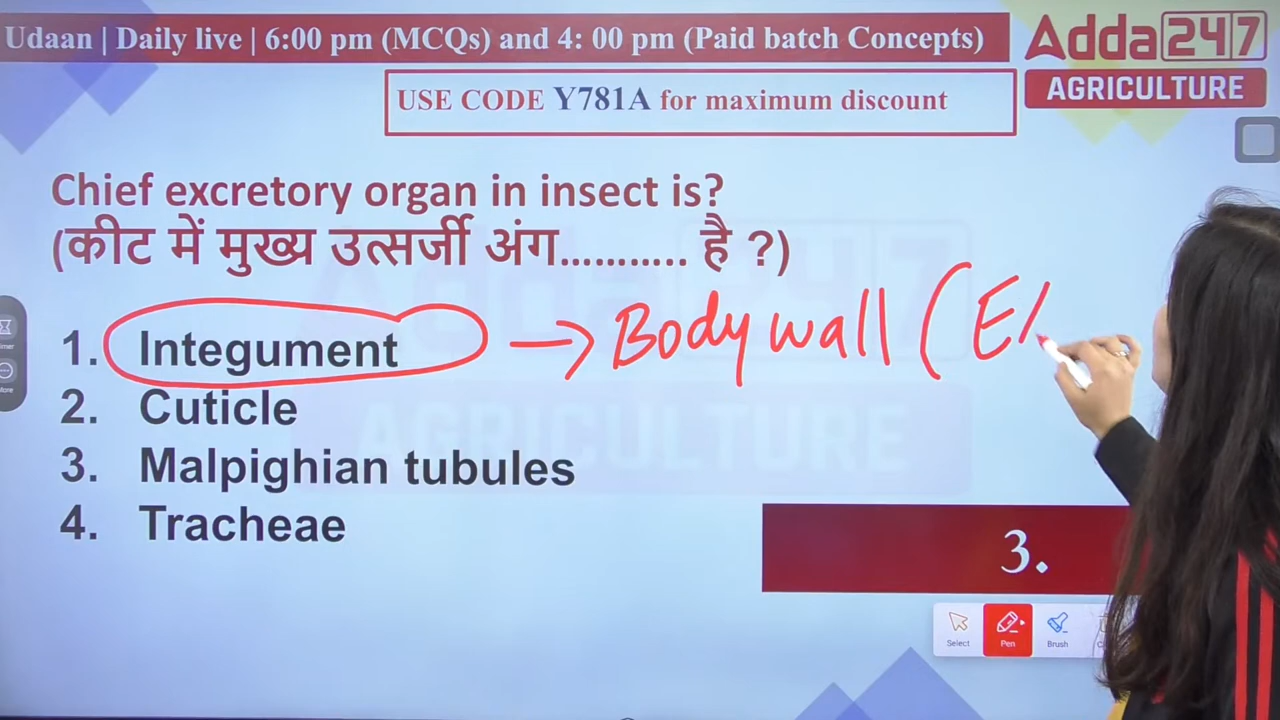 Udaan | Daily live | 6:00 pm (MCQs) and 4: 00 pm (Paid batch Concepts)
Adda247
AGRICULTURE
USE CODE Y781A for maximum discount
Chief excretory organ in insect is?
(कीट में मुख्य उत्सर्जी अंग……….. है ?)
1. Integument → Body wall (E
2. Cuticle
3. Malpighian tubules
4. Tracheae
Adda247
AGRICULTURE
3.
Select
Pen
Brush